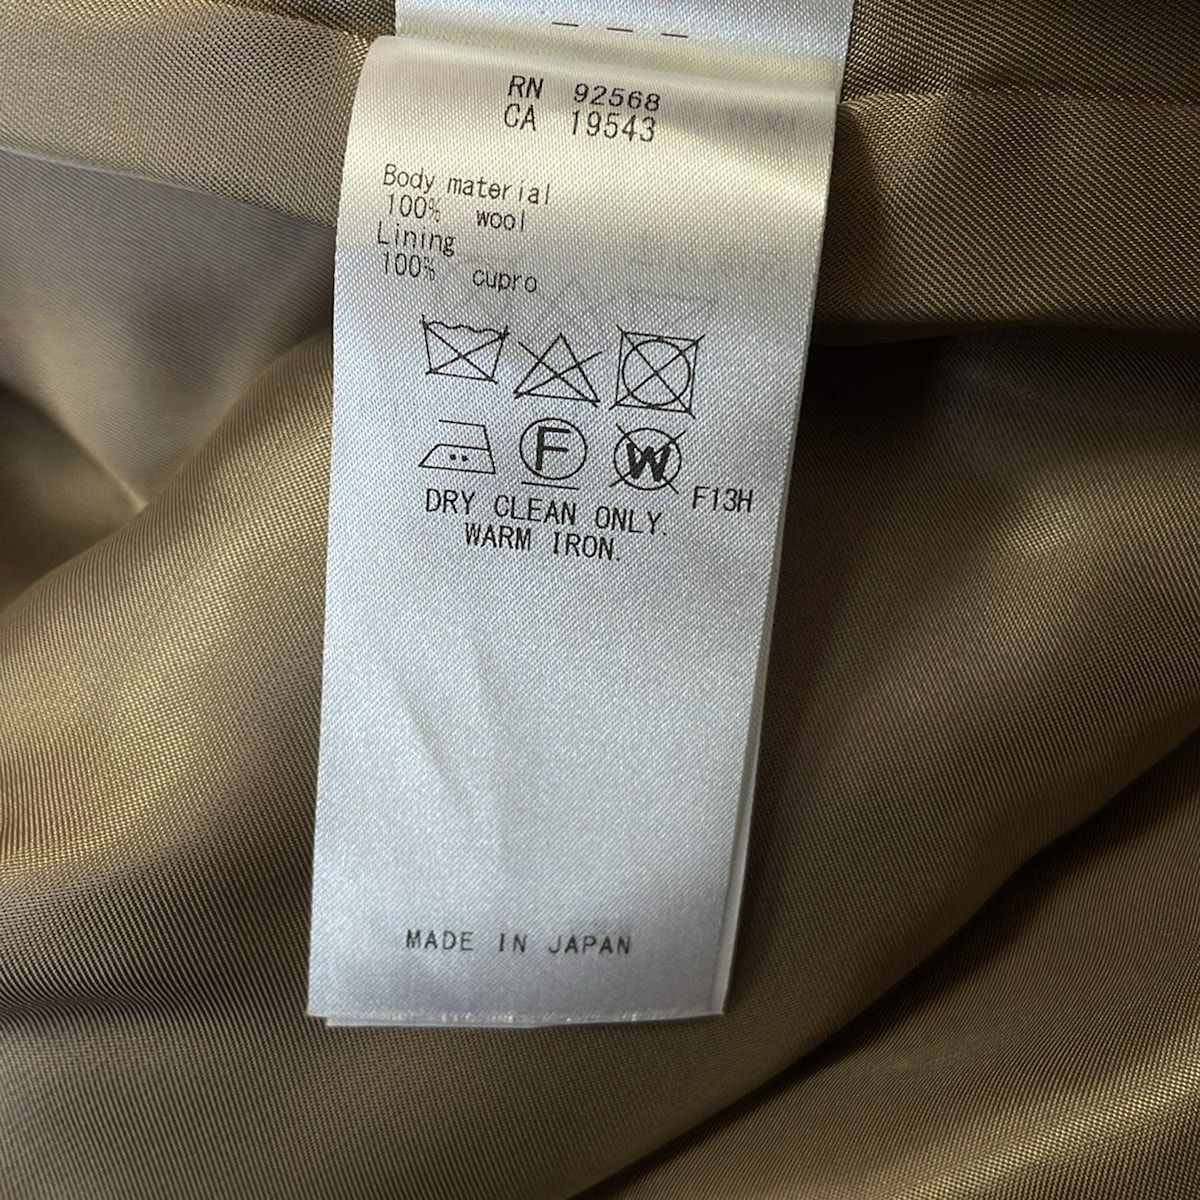 RN 92568
CA 19543
Body material
100% wool
Lining
100% cupro
F
W
F13H
DRY CLEAN ONLY.
WARM IRON.
MADE IN JAPAN